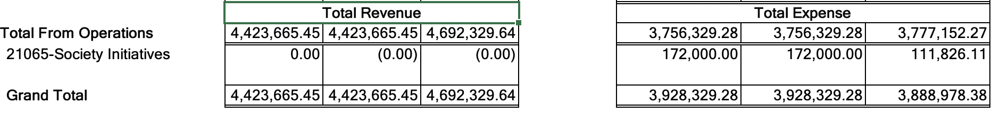 Total Revenue Total Expense
Total From Operations 4,423,665.45 4,423,665.45 4,692,329.64 3,756,329.28 3,756,329.28 3,777,152.27
21065-Society Initiatives 0.00 (0.00) (0.00) 172,000.00 172,000.00 111,826.11
Grand Total 4,423,665.45 4,423,665.45 4,692,329.64 3,928,329.28 3,928,329.28 3,888,978.38